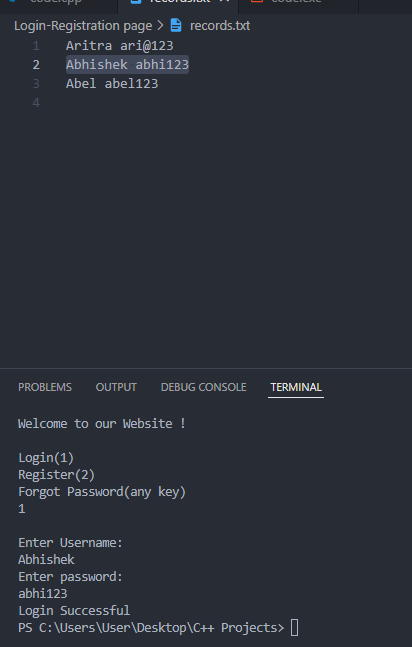 Login-Registration page > records.txt
1 Aritra ari@123
2 Abhishek abhi123
3 Abel abel123
4
PROBLEMS OUTPUT DEBUG CONSOLE TERMINAL
Welcome to our Website !
Login(1)
Register(2)
Forgot Password(any key)
1
Enter Username:
Abhishek
Enter password:
abhi123
Login Successful
PS C:\Users\User\Desktop\C++ Projects>